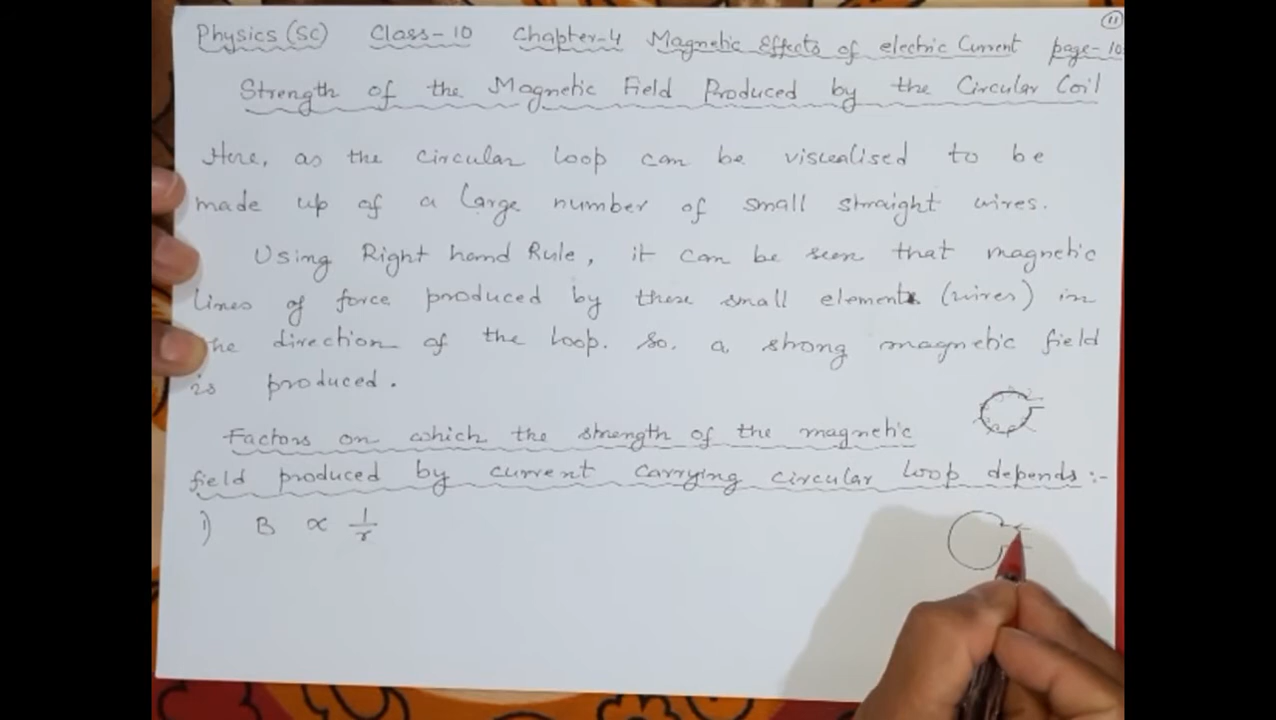 11
Physics (SC) Class-10 Chapter-4 Magnetic Effects of electric Current page-10
Strength of the Magnetic Field Produced by the Circular Coil
Here, as the circular loop can be viscealised to be
made up of a Large number of small straight wires.
Using Right hand Rule, it can be seen that magnetic
lines of force produced by these small element (wires) in
the direction of the loop. So, a strong magnetic field
is produced.
Factors on which the strength of the magnetic
field produced by current carrying circular loop depends :-
1) B ∝ 1/r